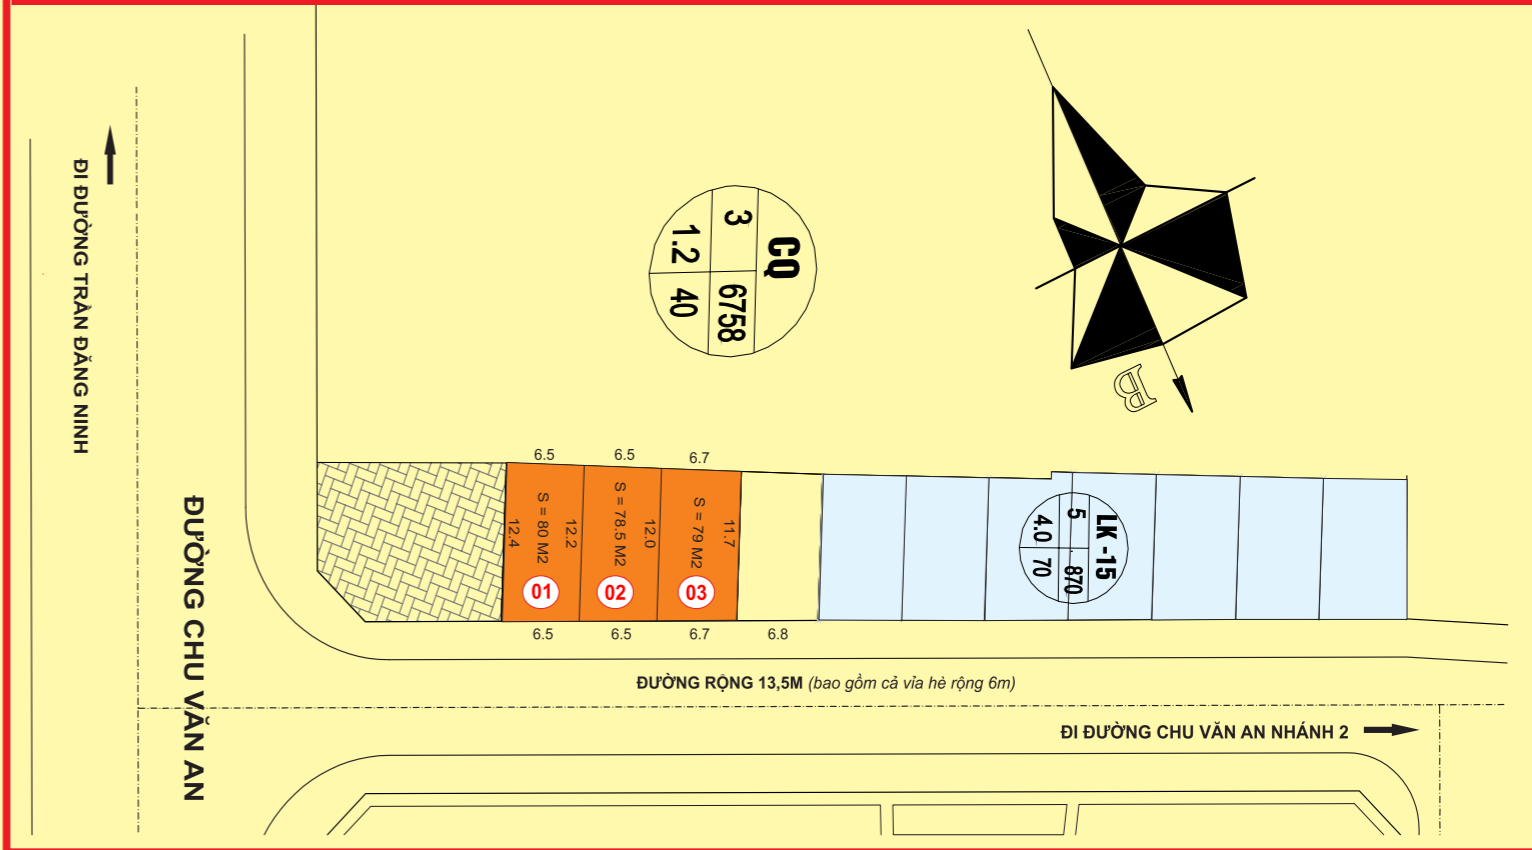 ĐI ĐƯỜNG TRẦN ĐĂNG NINH
ĐƯỜNG CHU VĂN AN
CQ
3
6758
1.2
40
B
6.5
6.5
6.7
12.4
S = 80 M2
12.2
S = 78.5 M2
12.0
S = 79 M2
11.7
01
02
03
6.5
6.5
6.7
6.8
LK -15
5
870
4.0
70
ĐƯỜNG RỘNG 13,5M (bao gồm cả vỉa hè rộng 6m)
ĐI ĐƯỜNG CHU VĂN AN NHÁNH 2